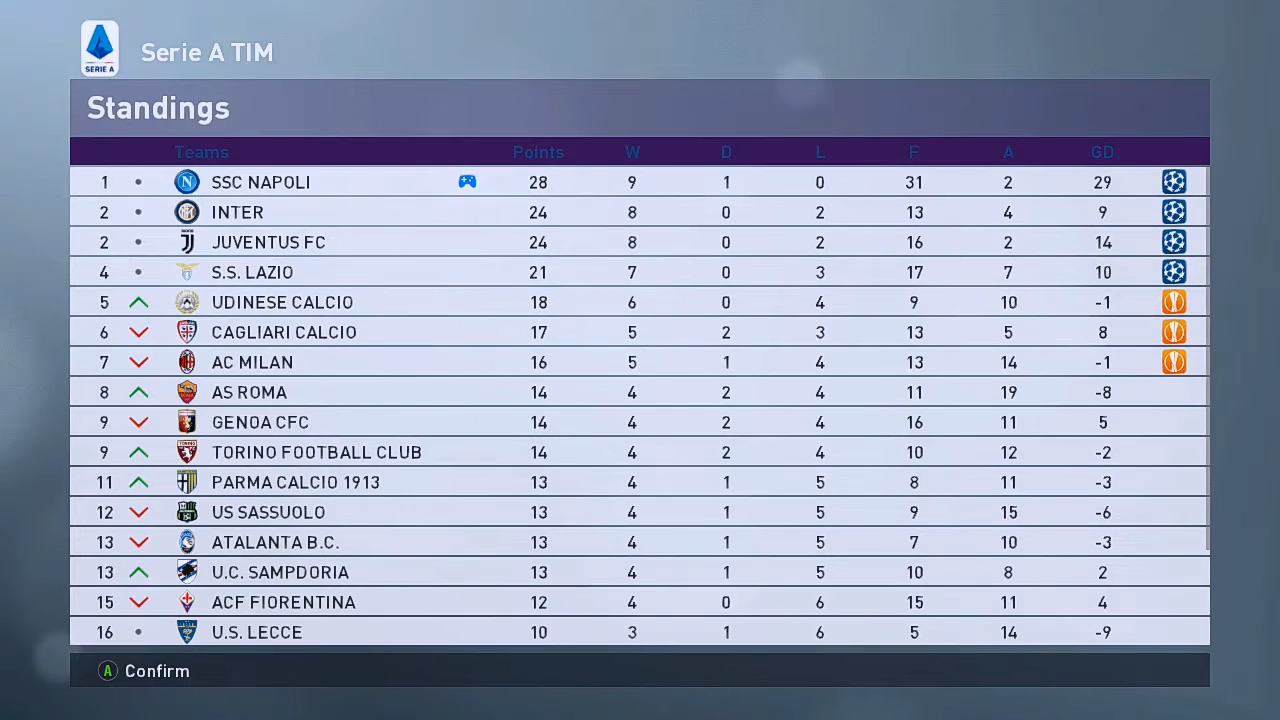 SERIE A
Serie A TIM
Standings
Teams Points W D L F A GD
1 SSC NAPOLI 28 9 1 0 31 2 29
2 INTER 24 8 0 2 13 4 9
2 JUVENTUS FC 24 8 0 2 16 2 14
4 S.S. LAZIO 21 7 0 3 17 7 10
5 UDINESE CALCIO 18 6 0 4 9 10 -1
6 CAGLIARI CALCIO 17 5 2 3 13 5 8
7 AC MILAN 16 5 1 4 13 14 -1
8 AS ROMA 14 4 2 4 11 19 -8
9 GENOA CFC 14 4 2 4 16 11 5
9 TORINO FOOTBALL CLUB 14 4 2 4 10 12 -2
11 PARMA CALCIO 1913 13 4 1 5 8 11 -3
12 US SASSUOLO 13 4 1 5 9 15 -6
13 ATALANTA B.C. 13 4 1 5 7 10 -3
13 U.C. SAMPDORIA 13 4 1 5 10 8 2
15 ACF FIORENTINA 12 4 0 6 15 11 4
16 U.S. LECCE 10 3 1 6 5 14 -9
A Confirm